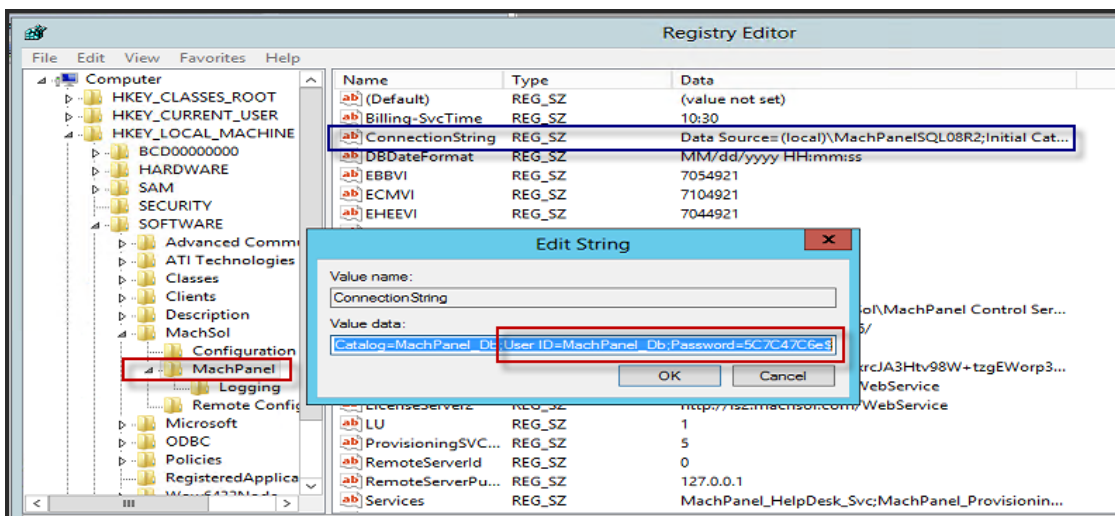 Registry Editor
File Edit View Favorites Help
Computer
HKEY_CLASSES_ROOT
HKEY_CURRENT_USER
HKEY_LOCAL_MACHINE
BCD00000000
HARDWARE
SAM
SECURITY
SOFTWARE
Advanced Commu
ATI Technologies
Classes
Clients
Description
MachSol
Configuration
MachPanel
Logging
Remote Config
Microsoft
ODBC
Policies
RegisteredApplica
Wow6432Node
Name Type Data
(Default) REG_SZ (value not set)
Billing-SvcTime REG_SZ 10:30
ConnectionString REG_SZ Data Source=(local)\MachPanelSQL08R2;Initial Cat...
DBDateFormat REG_SZ MM/dd/yyyy HH:mm:ss
EBBVI REG_SZ 7054921
ECMVI REG_SZ 7104921
EHEEVI REG_SZ 7044921
ol\MachPanel Control Ser...
rcJA3Htv98W+tzgEWorp3...
WebService
LicenseServer2 REG_SZ http://ls2.machsol.com/WebService
LU REG_SZ 1
ProvisioningSVC... REG_SZ 5
RemoteServerId REG_SZ 0
RemoteServerPu... REG_SZ 127.0.0.1
Services REG_SZ MachPanel_HelpDesk_Svc;MachPanel_Provisionin...
Edit String
Value name:
ConnectionString
Value data:
Catalog=MachPanel_Db;User ID=MachPanel_Db;Password=5C7C47C6e$
OK Cancel